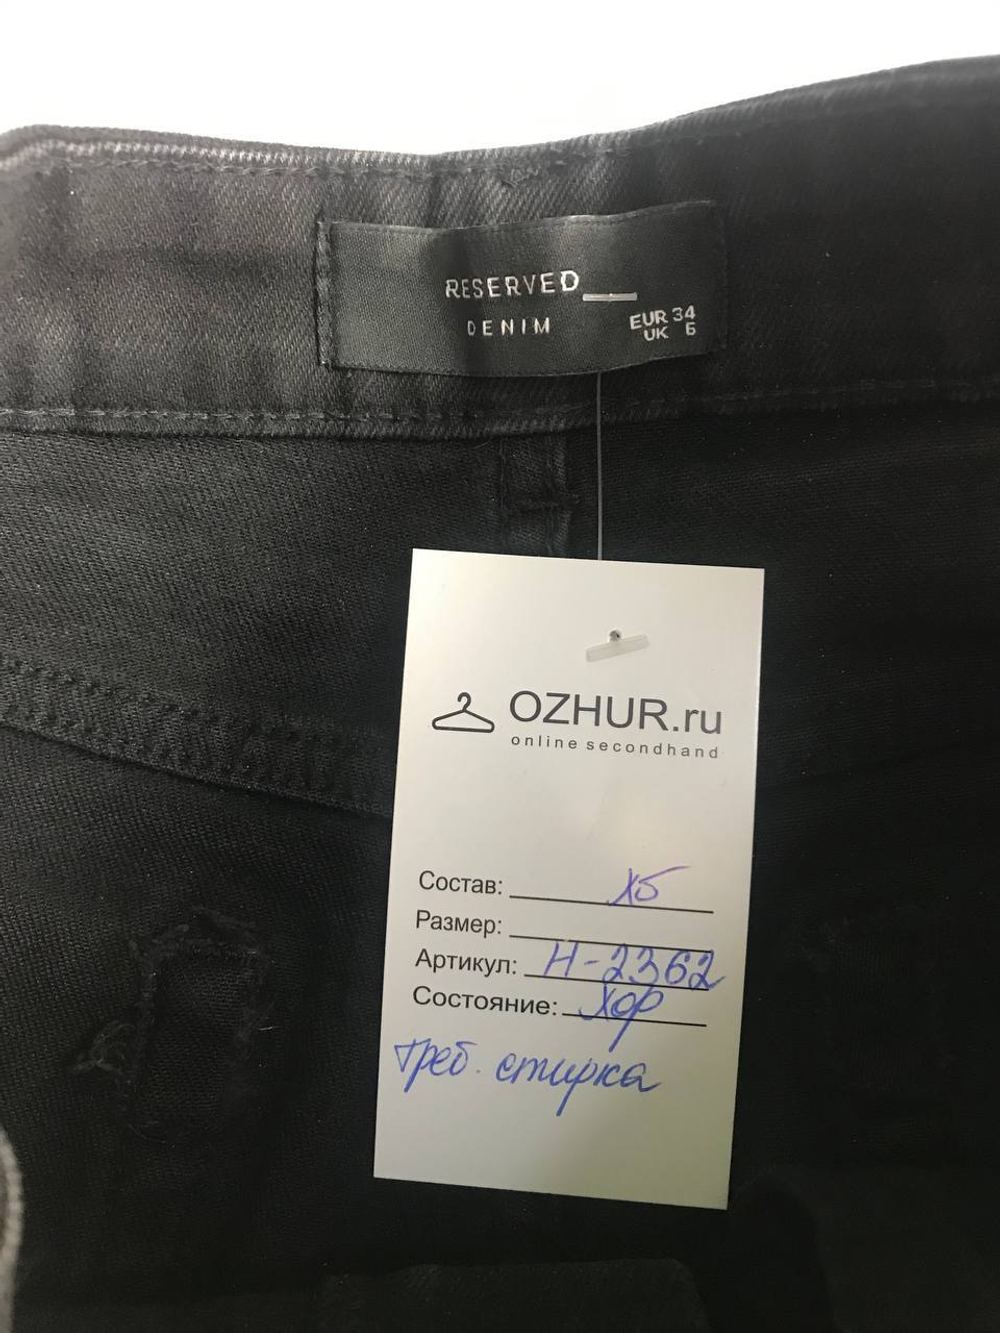 RESERVED
DENIM
EUR 34
UK 6
OZHUR.ru
online secondhand
Состав: хб
Размер:
Артикул: Н-2362
Состояние: хор
треб. стирка